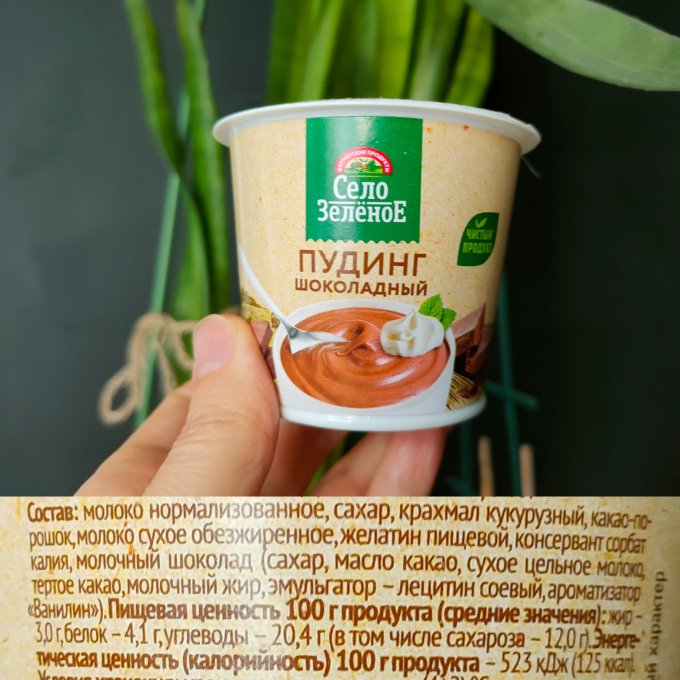 ФЕРМЕРСКИЕ ПРОДУКТЫ
Село
Зелёное
ЧИСТЫЙ
ПРОДУКТ
ПУДИНГ
ШОКОЛАДНЫЙ
Состав: молоко нормализованное, сахар, крахмал кукурузный, какао-по-
рошок, молоко сухое обезжиренное, желатин пищевой, консервант сорбат
калия, молочный шоколад (сахар, масло какао, сухое цельное молоко,
тертое какао, молочный жир, эмульгатор – лецитин соевый, ароматизатор
«Ванилин»). Пищевая ценность 100 г продукта (средние значения): жир –
3,0 г, белок – 4,1 г, углеводы – 20,4 г (в том числе сахароза – 12,0 г). Энерге-
тическая ценность (калорийность) 100 г продукта – 523 кДж (125 ккал).
характер